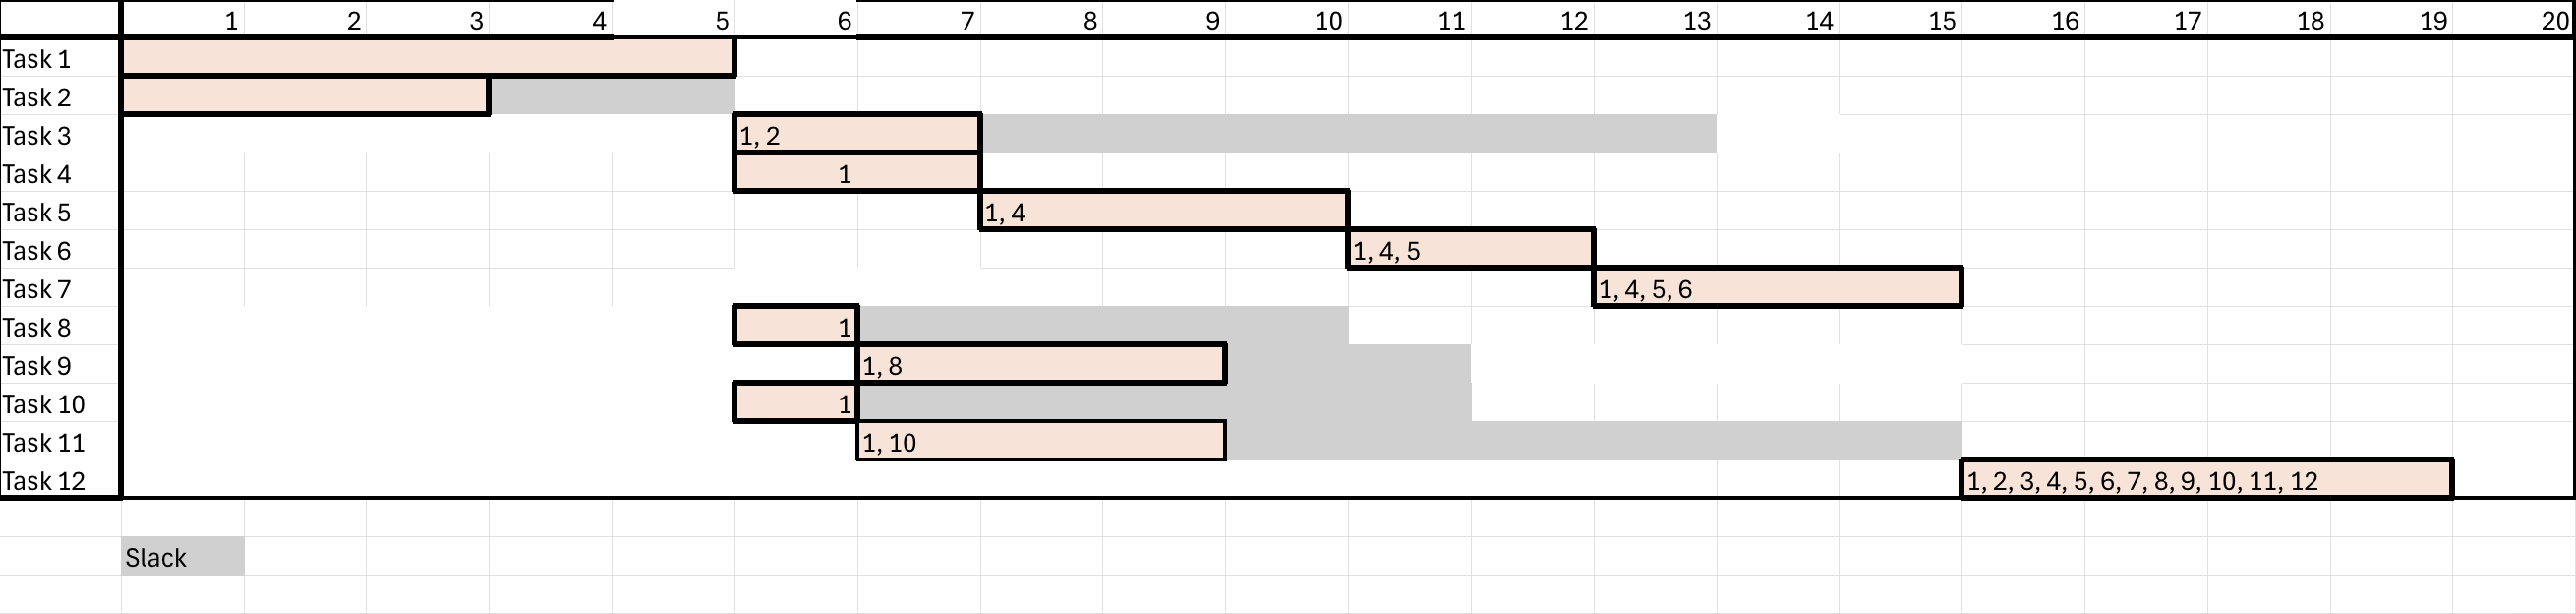 1 2 3 4 5 6 7 8 9 10 11 12 13 14 15 16 17 18 19 20
Task 1
Task 2
Task 3 1, 2
Task 4 1
Task 5 1, 4
Task 6 1, 4, 5
Task 7 1, 4, 5, 6
Task 8 1
Task 9 1, 8
Task 10 1
Task 11 1, 10
Task 12 1, 2, 3, 4, 5, 6, 7, 8, 9, 10, 11, 12
Slack